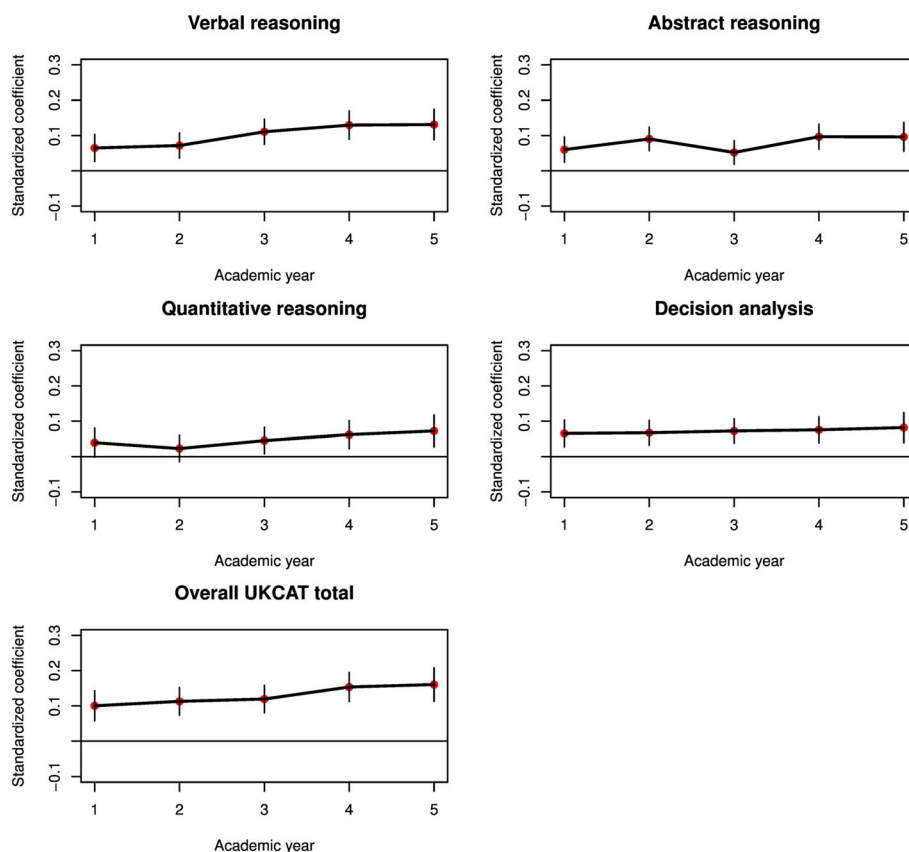 Verbal reasoning
Standardized coefficient
0.3
0.2
0.1
−0.1
1 2 3 4 5
Academic year
Abstract reasoning
Standardized coefficient
0.3
0.2
0.1
−0.1
1 2 3 4 5
Academic year
Quantitative reasoning
Standardized coefficient
0.3
0.2
0.1
−0.1
1 2 3 4 5
Academic year
Decision analysis
Standardized coefficient
0.3
0.2
0.1
−0.1
1 2 3 4 5
Academic year
Overall UKCAT total
Standardized coefficient
0.3
0.2
0.1
−0.1
1 2 3 4 5
Academic year